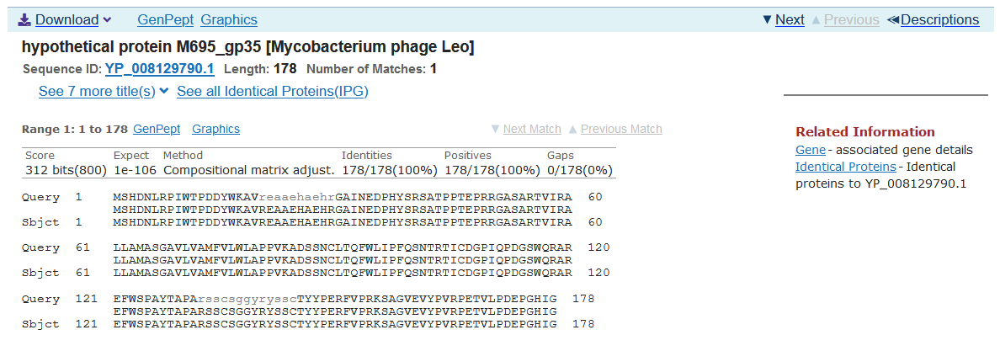 Download GenPept Graphics ▼ Next ▲ Previous ≪Descriptions
hypothetical protein M695_gp35 [Mycobacterium phage Leo]
Sequence ID: YP_008129790.1 Length: 178 Number of Matches: 1
See 7 more title(s) See all Identical Proteins(IPG)
Range 1: 1 to 178 GenPept Graphics ▼ Next Match ▲ Previous Match
Score Expect Method Identities Positives Gaps
312 bits(800) 1e-106 Compositional matrix adjust. 178/178(100%) 178/178(100%) 0/178(0%)
Query 1 MSHDNLRPIWTPDDYWKAVreaaehaehrGAINEDPHYSRSATPPTEPRRGASARTVIRA 60
MSHDNLRPIWTPDDYWKAVREAAEHAEHRGAINEDPHYSRSATPPTEPRRGASARTVIRA
Sbjct 1 MSHDNLRPIWTPDDYWKAVREAAEHAEHRGAINEDPHYSRSATPPTEPRRGASARTVIRA 60
Query 61 LLAMASGAVLVAMFVLWLAPPVKADSSNCLTQFWLIPFQSNTRTICDGPIQPDGSWQRAR 120
LLAMASGAVLVAMFVLWLAPPVKADSSNCLTQFWLIPFQSNTRTICDGPIQPDGSWQRAR
Sbjct 61 LLAMASGAVLVAMFVLWLAPPVKADSSNCLTQFWLIPFQSNTRTICDGPIQPDGSWQRAR 120
Query 121 EFWSPAYTAPArsscsggyrysscTYYPERFVPRKSAGVEVYPVRPETVLPDEPGHIG 178
EFWSPAYTAPARSSCSGGYRYSSCTYYPERFVPRKSAGVEVYPVRPETVLPDEPGHIG
Sbjct 121 EFWSPAYTAPARSSCSGGYRYSSCTYYPERFVPRKSAGVEVYPVRPETVLPDEPGHIG 178
Related Information
Gene - associated gene details
Identical Proteins - Identical
proteins to YP_008129790.1